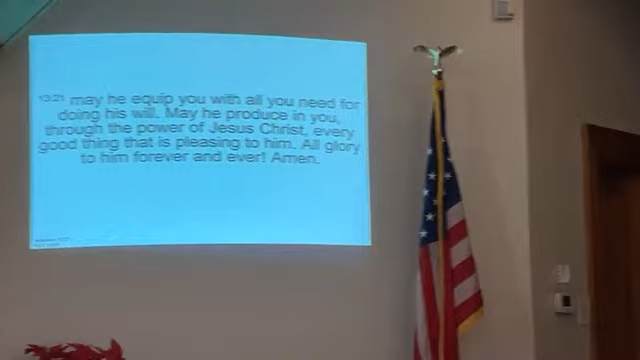 13:21 may he equip you with all you need for
doing his will. May he produce in you,
through the power of Jesus Christ, every
good thing that is pleasing to him. All glory
to him forever and ever! Amen.